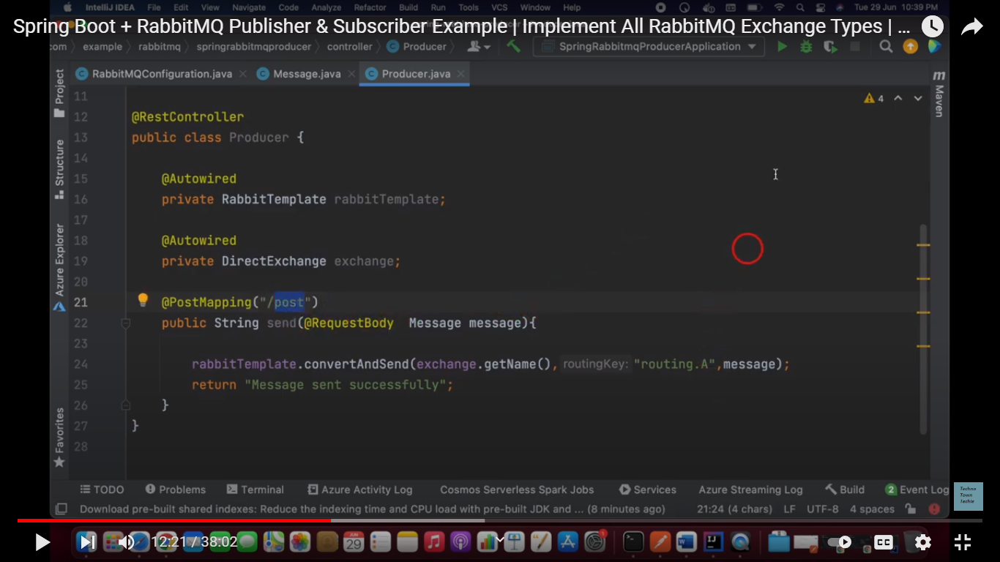 IntelliJ IDEA File Edit View Navigate Code Analyze Refactor Build Run Tools VCS Window Help Tue 29 Jun 10:39 PM
Spring Boot + RabbitMQ Publisher & Subscriber Example | Implement All RabbitMQ Exchange Types | ...
com example rabbitmq springrabbitmqproducer controller Producer SpringRabbitmqProducerApplication
RabbitMQConfiguration.java Message.java Producer.java
Project
Structure
Azure Explorer
Favorites
m Maven
4
11
12 @RestController
13 public class Producer {
14
15 @Autowired
16 private RabbitTemplate rabbitTemplate;
17
18 @Autowired
19 private DirectExchange exchange;
20
21 @PostMapping("/post")
22 public String send(@RequestBody Message message){
23
24 rabbitTemplate.convertAndSend(exchange.getName(), routingKey: "routing.A",message);
25 return "Message sent successfully";
26 }
27 }
28
TODO Problems Terminal Azure Activity Log Cosmos Serverless Spark Jobs Services Azure Streaming Log Build 2 Event Log
Techno
Town
Techie
Download pre-built shared indexes: Reduce the indexing time and CPU load with pre-built JDK and ... (8 minutes ago) 21:24 (4 chars) LF UTF-8 4 spaces
12:21 / 38:02
JUN
29
1
CC